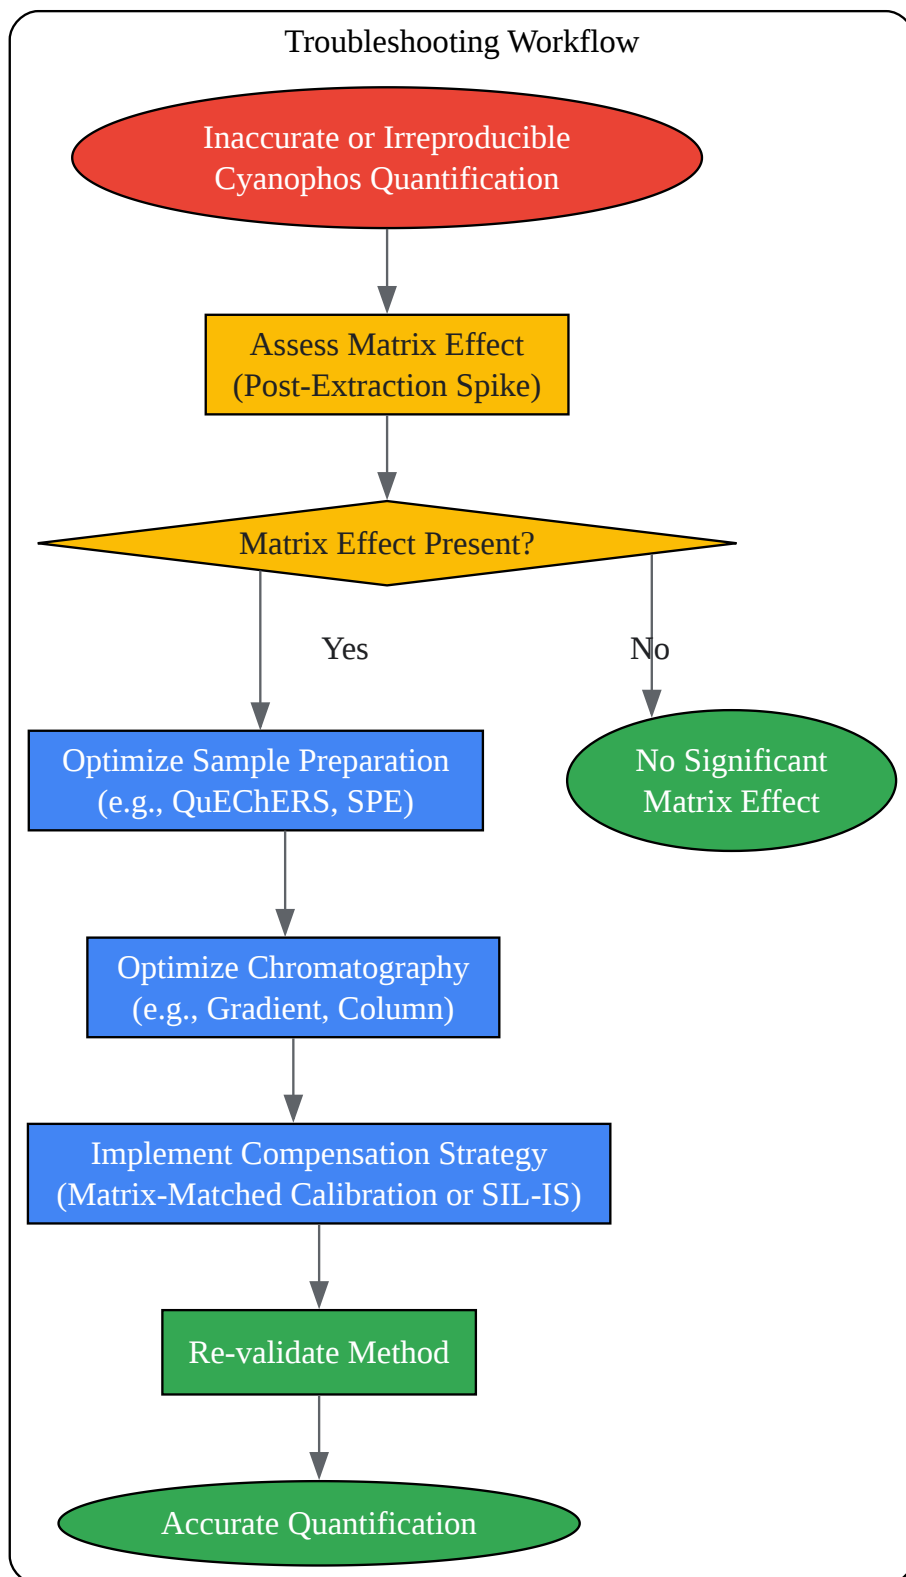 Troubleshooting Workflow
Inaccurate or Irreproducible
Cyanophos Quantification
Assess Matrix Effect
(Post-Extraction Spike)
Matrix Effect Present?
Yes
No
Optimize Sample Preparation
(e.g., QuEChERS, SPE)
No Significant
Matrix Effect
Optimize Chromatography
(e.g., Gradient, Column)
Implement Compensation Strategy
(Matrix-Matched Calibration or SIL-IS)
Re-validate Method
Accurate Quantification